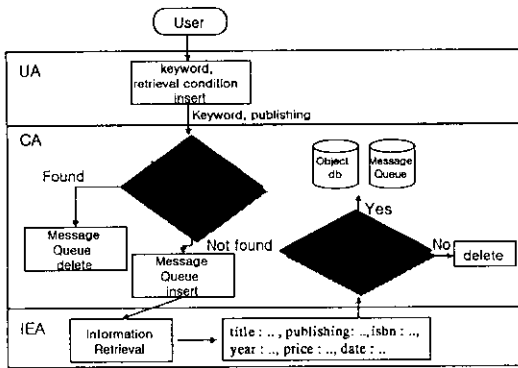 User
UA
keyword,
retrieval condition
insert
Keyword, publishing
CA
Object
db
Message
Queue
Found
Yes
Message
Queue
delete
Not found
No
delete
Message
Queue
insert
IEA
Information
Retrieval
title : .. , publishing: .., isbn : ..,
year : .., price : .., date : ..